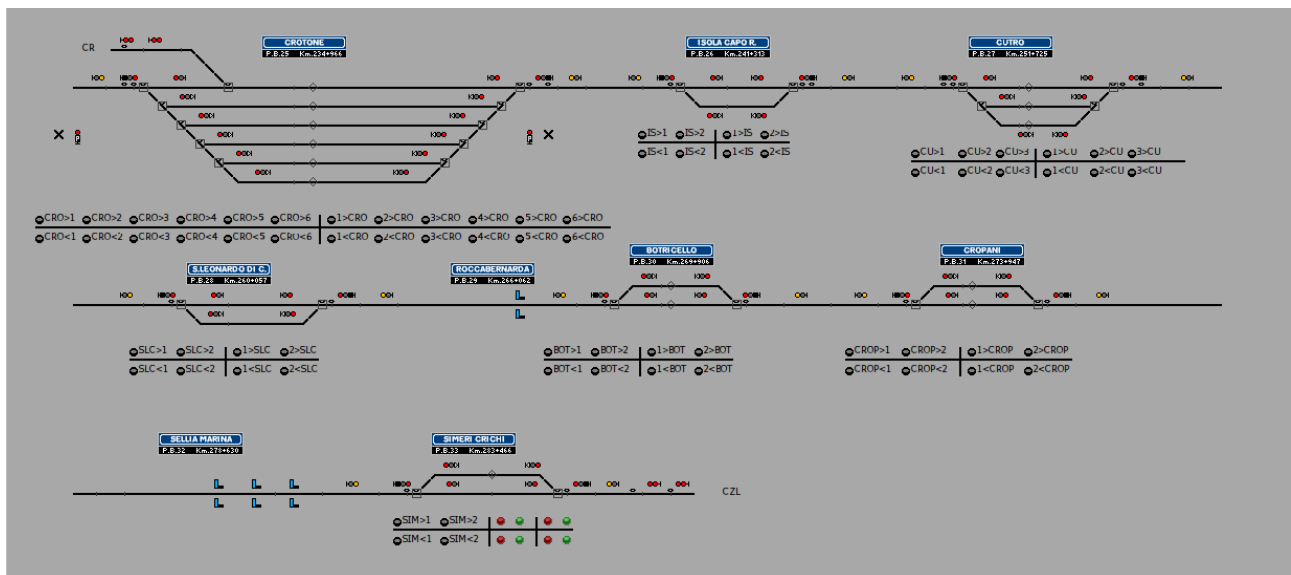 CR
CROTONE
P.B.25 Km.234+966
ISOLA CAPO R.
P.B.26 Km.241+313
CUTRO
P.B.27 Km.251+725
IS>1 IS>2 1>IS 2>IS
IS<1 IS<2 1<IS 2<IS
CU>1 CU>2 CU>3 1>CU 2>CU 3>CU
CU<1 CU<2 CU<3 1<CU 2<CU 3<CU
CRO>1 CRO>2 CRO>3 CRO>4 CRO>5 CRO>6 1>CRO 2>CRO 3>CRO 4>CRO 5>CRO 6>CRO
CRO<1 CRO<2 CRO<3 CRO<4 CRO<5 CRO<6 1<CRO 2<CRO 3<CRO 4<CRO 5<CRO 6<CRO
S.LEONARDO DI C.
P.B.28 Km.260+057
ROCCABERNARDA
P.B.29 Km.266+062
BOTRICELLO
P.B.30 Km.269+906
CROPANI
P.B.31 Km.273+947
SLC>1 SLC>2 1>SLC 2>SLC
SLC<1 SLC<2 1<SLC 2<SLC
BOT>1 BOT>2 1>BOT 2>BOT
BOT<1 BOT<2 1<BOT 2<BOT
CROP>1 CROP>2 1>CROP 2>CROP
CROP<1 CROP<2 1<CROP 2<CROP
SELLIA MARINA
P.B.32 Km.278+630
SIMERI CRICHI
P.B.33 Km.283+466
CZL
SIM>1 SIM>2
SIM<1 SIM<2